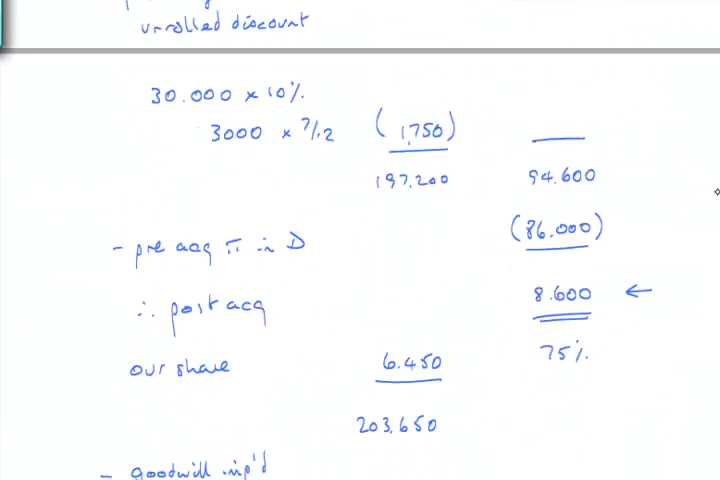 unrolled discount
30.000 × 10%
3000 × 7/12 (1,750)
197.200 94.600
- pre acq π in D (86.000)
∴ post acq 8.600 ←
our share 6.450 75%
203,650
- goodwill imp'd